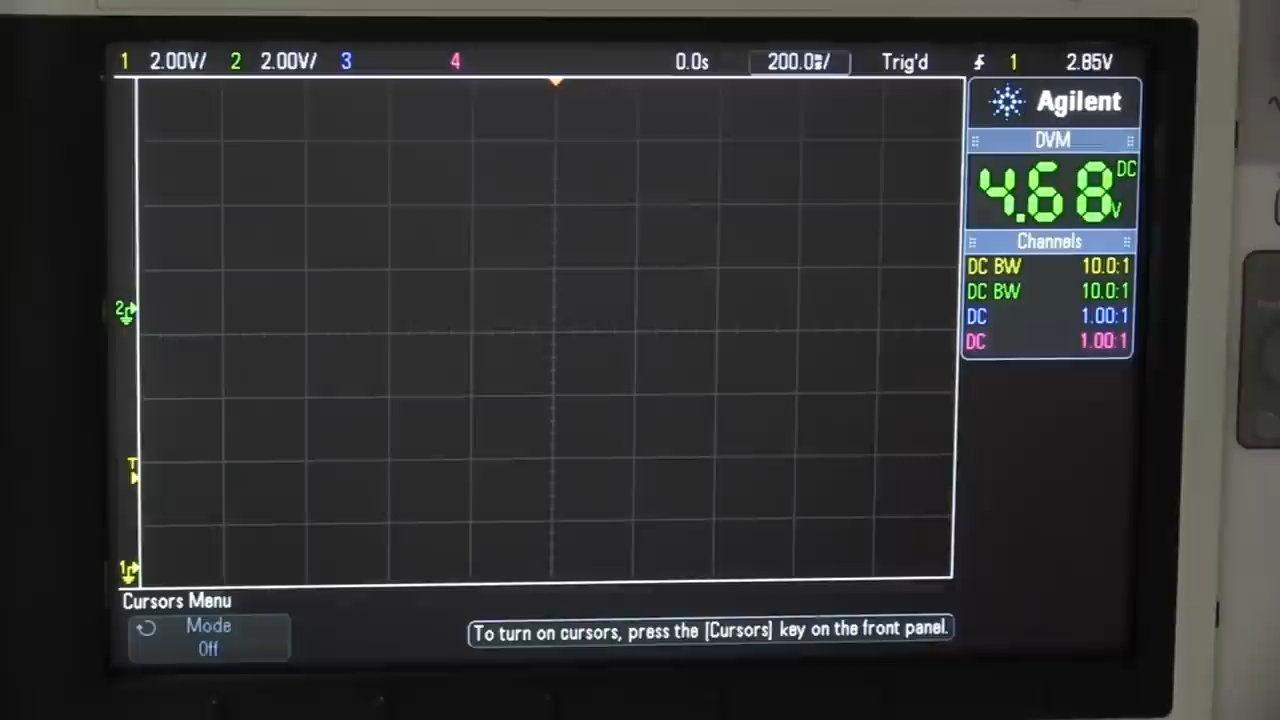 1 2.00V/ 2 2.00V/ 3 4 0.0s 200.0ms/ Trig'd 1 2.85V
Agilent
DVM
4.68 DC V
Channels
DC BW 10.0:1
DC BW 10.0:1
DC 1.00:1
DC 1.00:1
2
T
1
Cursors Menu
Mode
Off
To turn on cursors, press the [Cursors] key on the front panel.